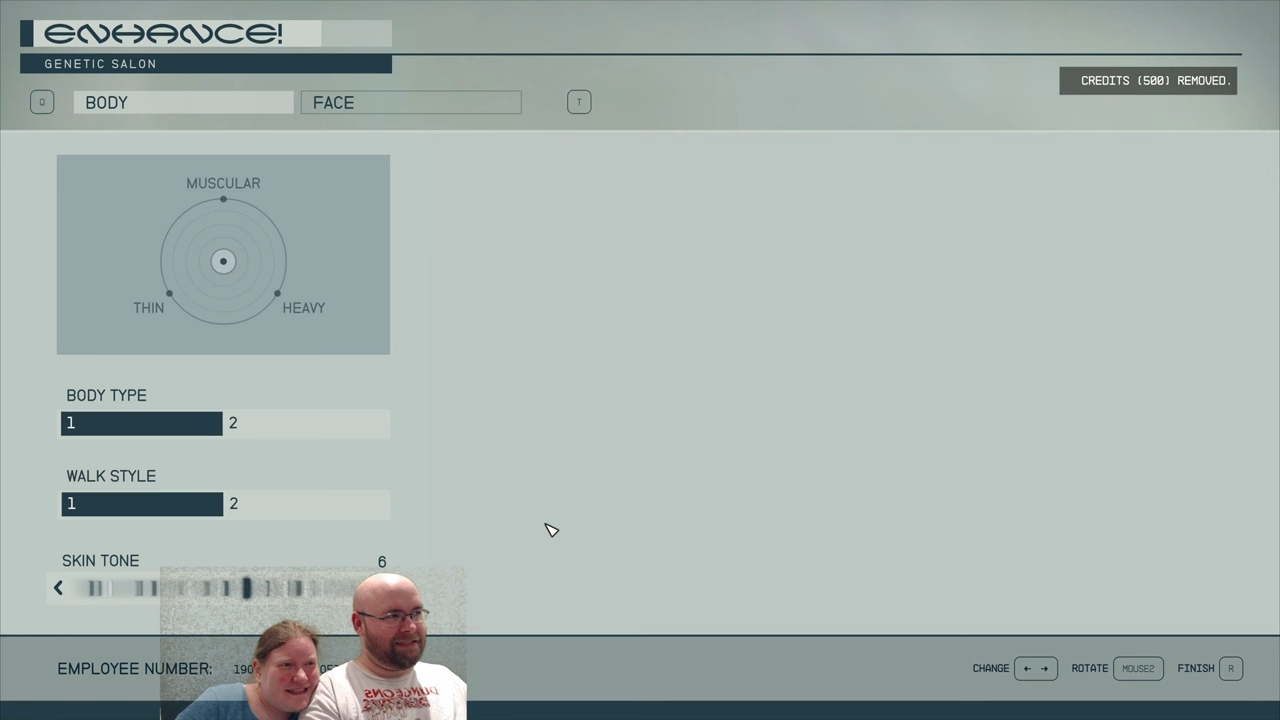 ENHANCE!
GENETIC SALON
CREDITS (500) REMOVED.
Q BODY FACE T
MUSCULAR
THIN HEAVY
BODY TYPE
1 2
WALK STYLE
1 2
SKIN TONE 6
EMPLOYEE NUMBER:
CHANGE ← → ROTATE MOUSE2 FINISH R
DUNGEONS